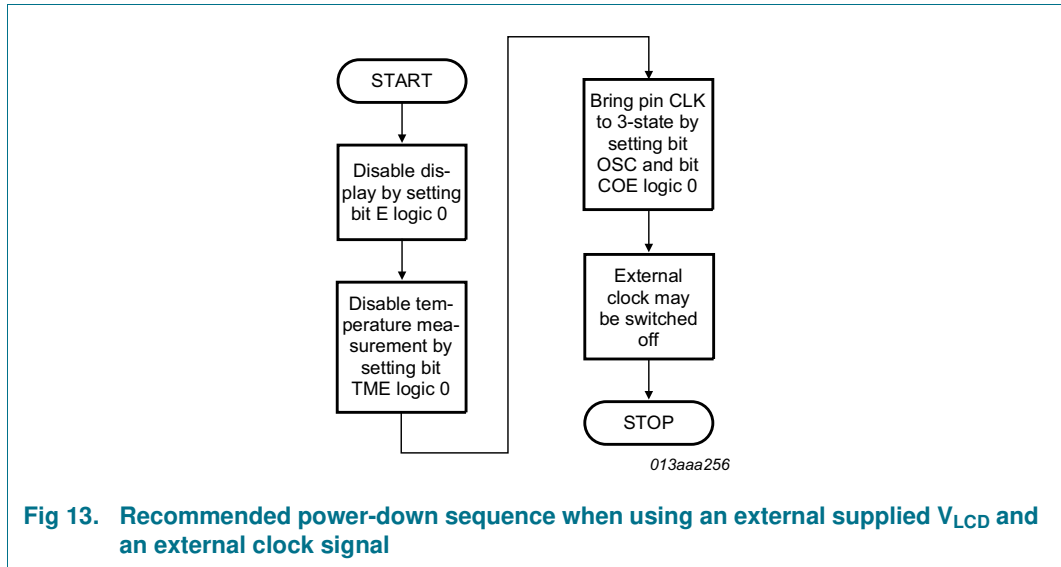 START
Disable dis-
play by setting
bit E logic 0
Disable tem-
perature mea-
surement by
setting bit
TME logic 0
Bring pin CLK
to 3-state by
setting bit
OSC and bit
COE logic 0
External
clock may
be switched
off
STOP
013aaa256
Fig 13. Recommended power-down sequence when using an external supplied VLCD and
an external clock signal